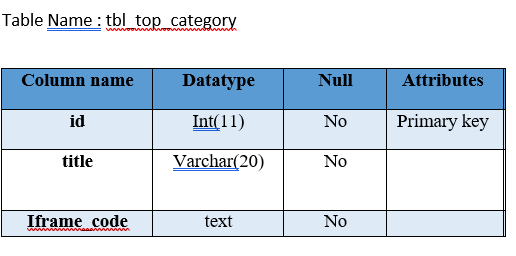 Table Name : tbl_top_category
Column name Datatype Null Attributes
id Int(11) No Primary key
title Varchar(20) No
Iframe_code text No